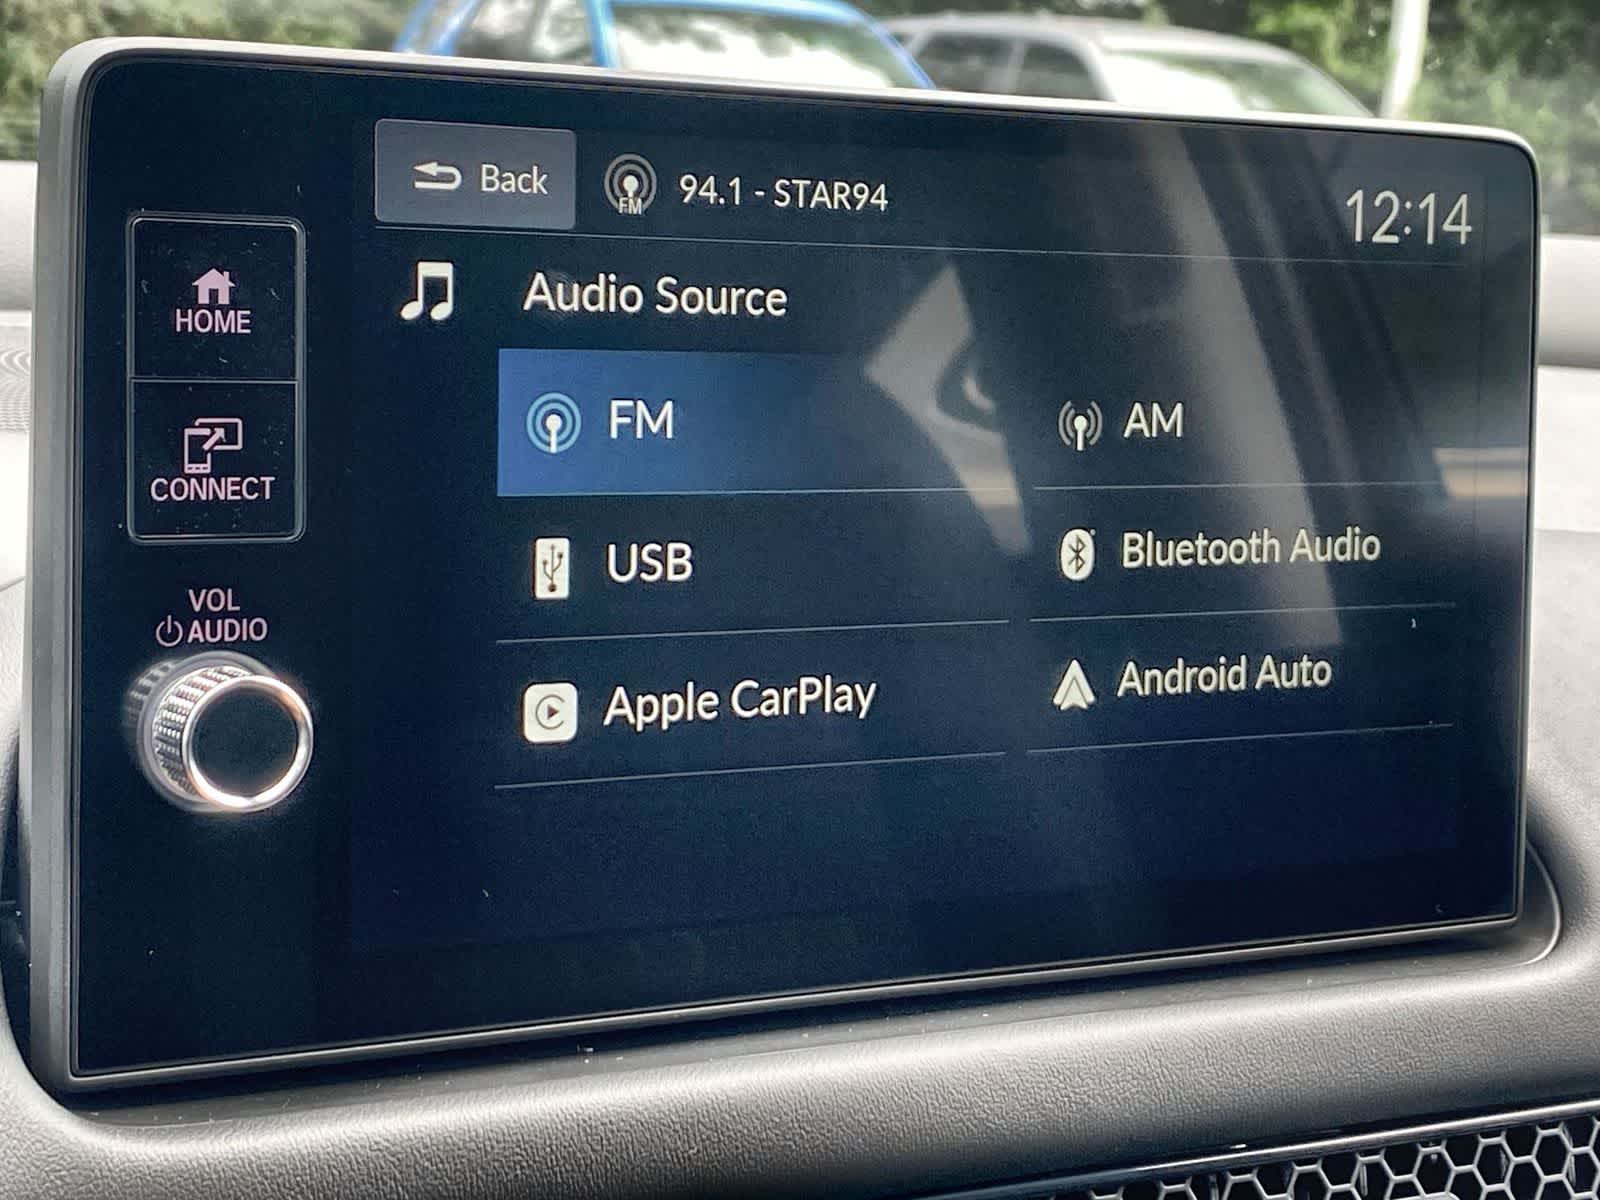 Back
FM
94.1 - STAR94
12:14
HOME
CONNECT
VOL
AUDIO
Audio Source
FM
AM
USB
Bluetooth Audio
Apple CarPlay
Android Auto